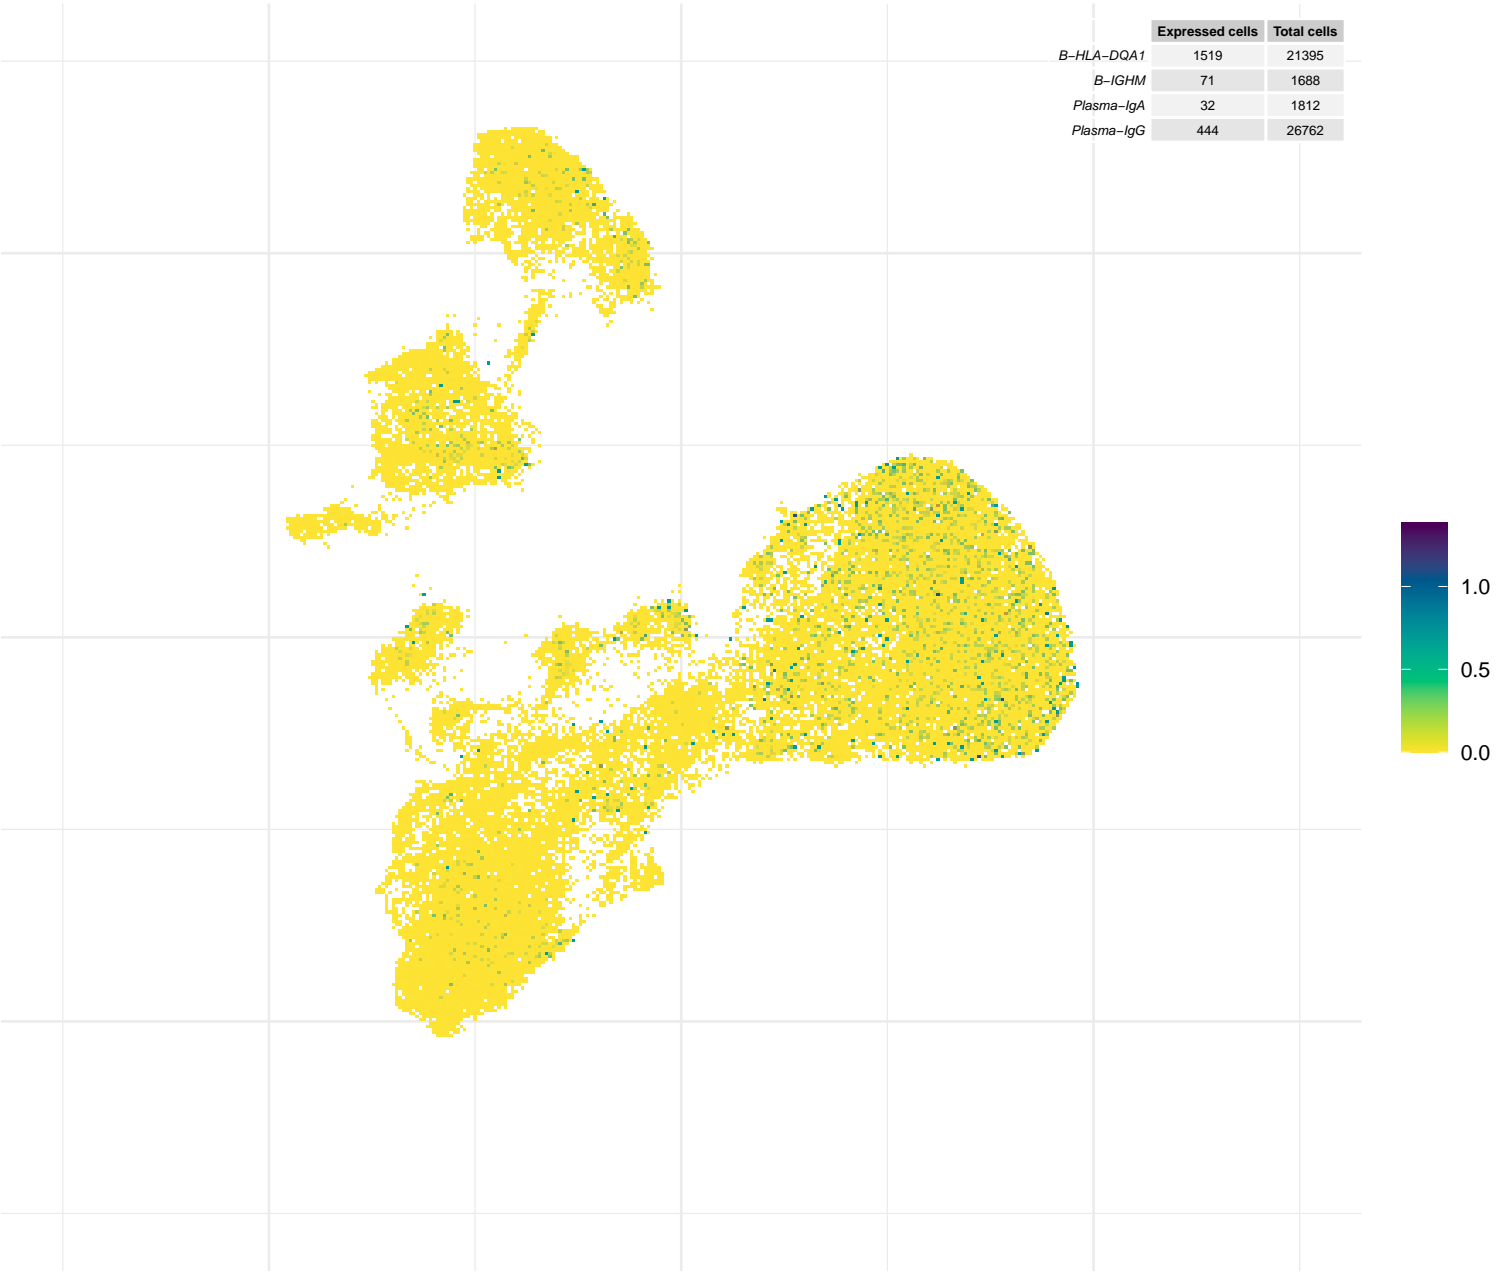 Expressed cells Total cells
B−HLA−DQA1 1519 21395
B−IGHM 71 1688
Plasma−IgA 32 1812
Plasma−IgG 444 26762
1.0
0.5
0.0